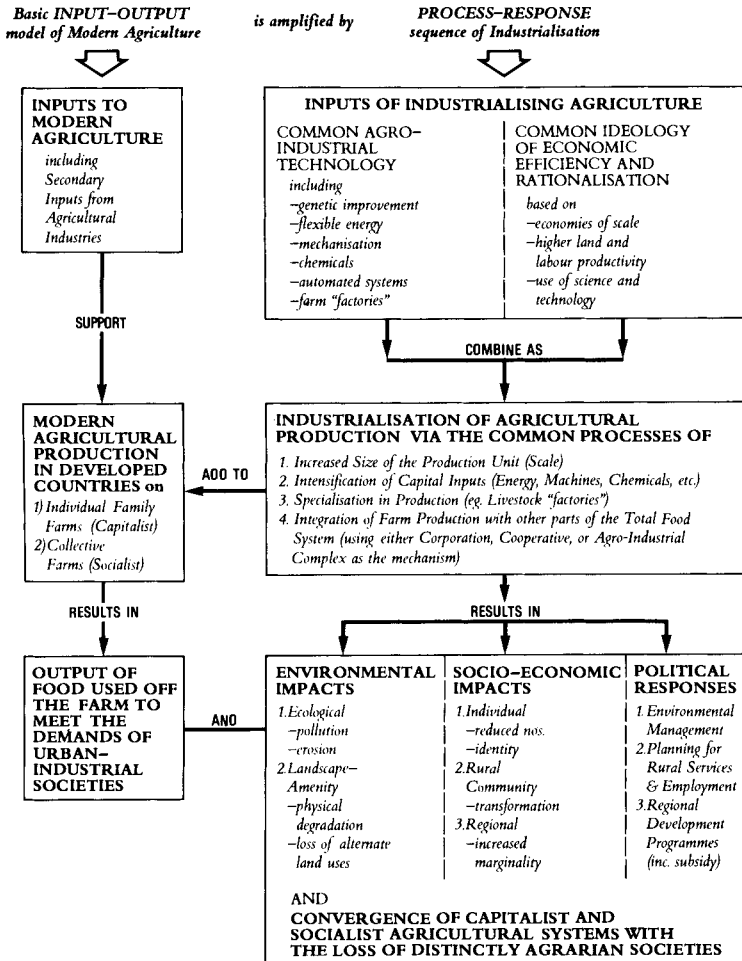 Basic INPUT–OUTPUT
model of Modern Agriculture
is amplified by
PROCESS–RESPONSE
sequence of Industrialisation
INPUTS TO
MODERN
AGRICULTURE
including
Secondary
Inputs from
Agricultural
Industries
INPUTS OF INDUSTRIALISING AGRICULTURE
COMMON AGRO–
INDUSTRIAL
TECHNOLOGY
including
–genetic improvement
–flexible energy
–mechanisation
–chemicals
–automated systems
–farm "factories"
COMMON IDEOLOGY
OF ECONOMIC
EFFICIENCY AND
RATIONALISATION
based on
–economies of scale
–higher land and
labour productivity
–use of science and
technology
SUPPORT
COMBINE AS
MODERN
AGRICULTURAL
PRODUCTION
IN DEVELOPED
COUNTRIES on
1) Individual Family
Farms (Capitalist)
2) Collective
Farms (Socialist)
ADD TO
INDUSTRIALISATION OF AGRICULTURAL
PRODUCTION VIA THE COMMON PROCESSES OF
1. Increased Size of the Production Unit (Scale)
2. Intensification of Capital Inputs (Energy, Machines, Chemicals, etc.)
3. Specialisation in Production (eg. Livestock "factories")
4. Integration of Farm Production with other parts of the Total Food
System (using either Corporation, Cooperative, or Agro-Industrial
Complex as the mechanism)
RESULTS IN
RESULTS IN
OUTPUT OF
FOOD USED OFF
THE FARM TO
MEET THE
DEMANDS OF
URBAN–
INDUSTRIAL
SOCIETIES
AND
ENVIRONMENTAL
IMPACTS
1. Ecological
–pollution
–erosion
2. Landscape–
Amenity
–physical
degradation
–loss of alternate
land uses
SOCIO–ECONOMIC
IMPACTS
1. Individual
–reduced nos.
–identity
2. Rural
Community
–transformation
3. Regional
–increased
marginality
POLITICAL
RESPONSES
1. Environmental
Management
2. Planning for
Rural Services
& Employment
3. Regional
Development
Programmes
(inc. subsidy)
AND
CONVERGENCE OF CAPITALIST AND
SOCIALIST AGRICULTURAL SYSTEMS WITH
THE LOSS OF DISTINCTLY AGRARIAN SOCIETIES